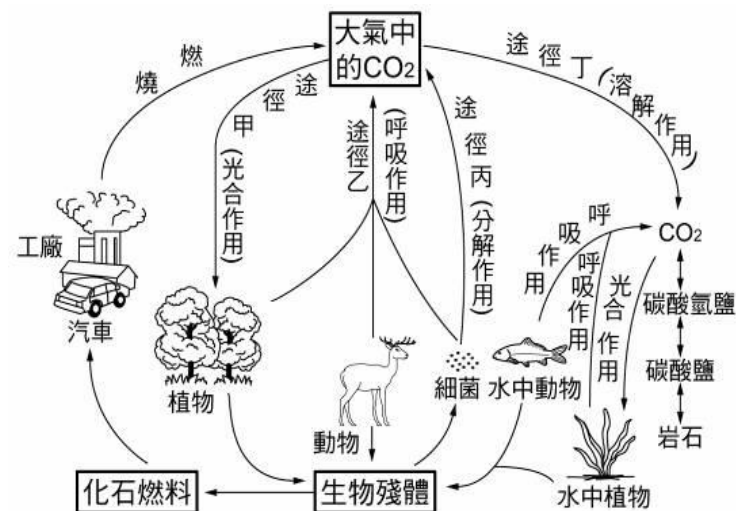 大氣中
的CO2
燃燒
途徑甲(光合作用)
途徑乙
(呼吸作用)
途徑丙(分解作用)
途徑丁(溶解作用)
工廠
汽車
植物
動物
細菌
水中動物
呼吸作用
呼吸作用
光合作用
CO2
碳酸氫鹽
碳酸鹽
岩石
水中植物
化石燃料
生物殘體